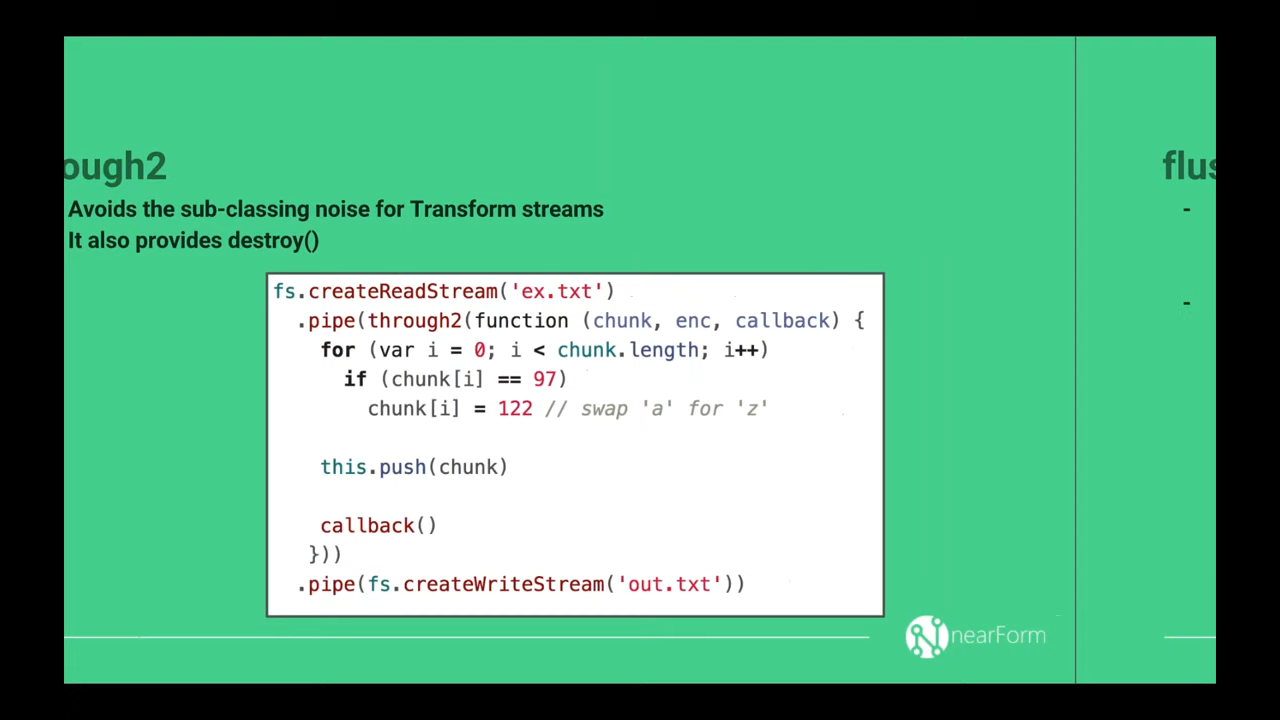 ough2
Avoids the sub-classing noise for Transform streams
It also provides destroy()
fs.createReadStream('ex.txt')
  .pipe(through2(function (chunk, enc, callback) {
    for (var i = 0; i < chunk.length; i++)
      if (chunk[i] == 97)
        chunk[i] = 122 // swap 'a' for 'z'
    this.push(chunk)
    callback()
   }))
  .pipe(fs.createWriteStream('out.txt'))
nearForm
flus
-
-